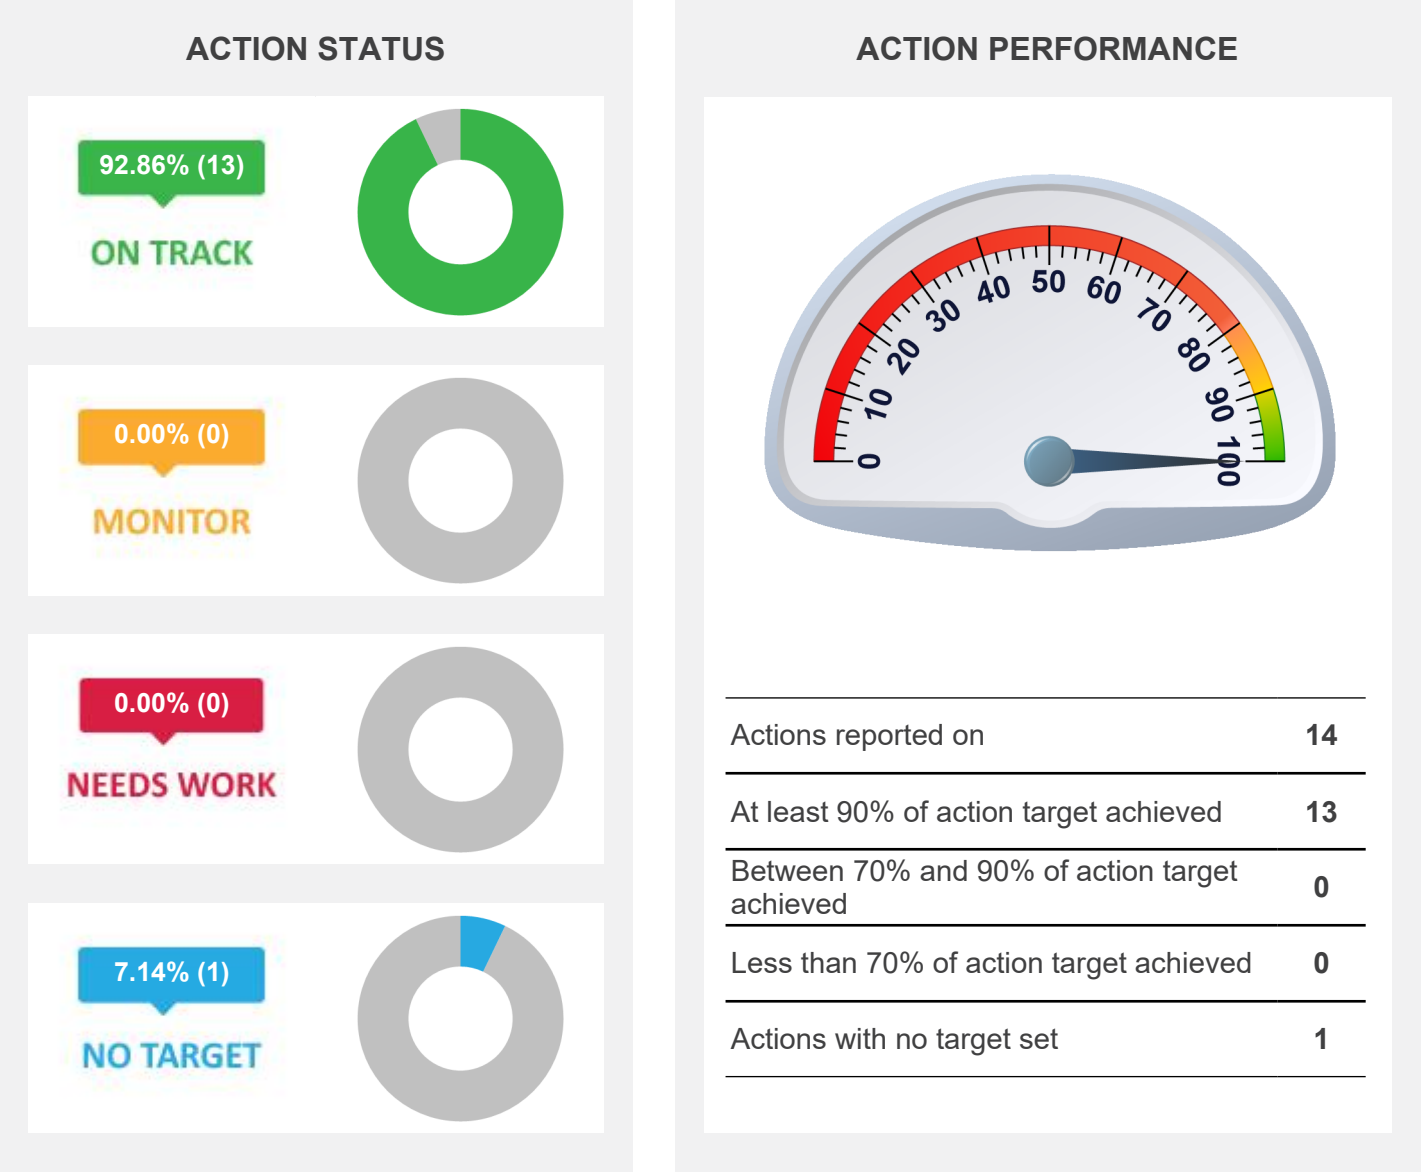 ACTION STATUS
92.86% (13)
ON TRACK
0.00% (0)
MONITOR
0.00% (0)
NEEDS WORK
7.14% (1)
NO TARGET
ACTION PERFORMANCE
0
10
20
30
40
50
60
70
80
90
100
Actions reported on 14
At least 90% of action target achieved 13
Between 70% and 90% of action target
achieved 0
Less than 70% of action target achieved 0
Actions with no target set 1